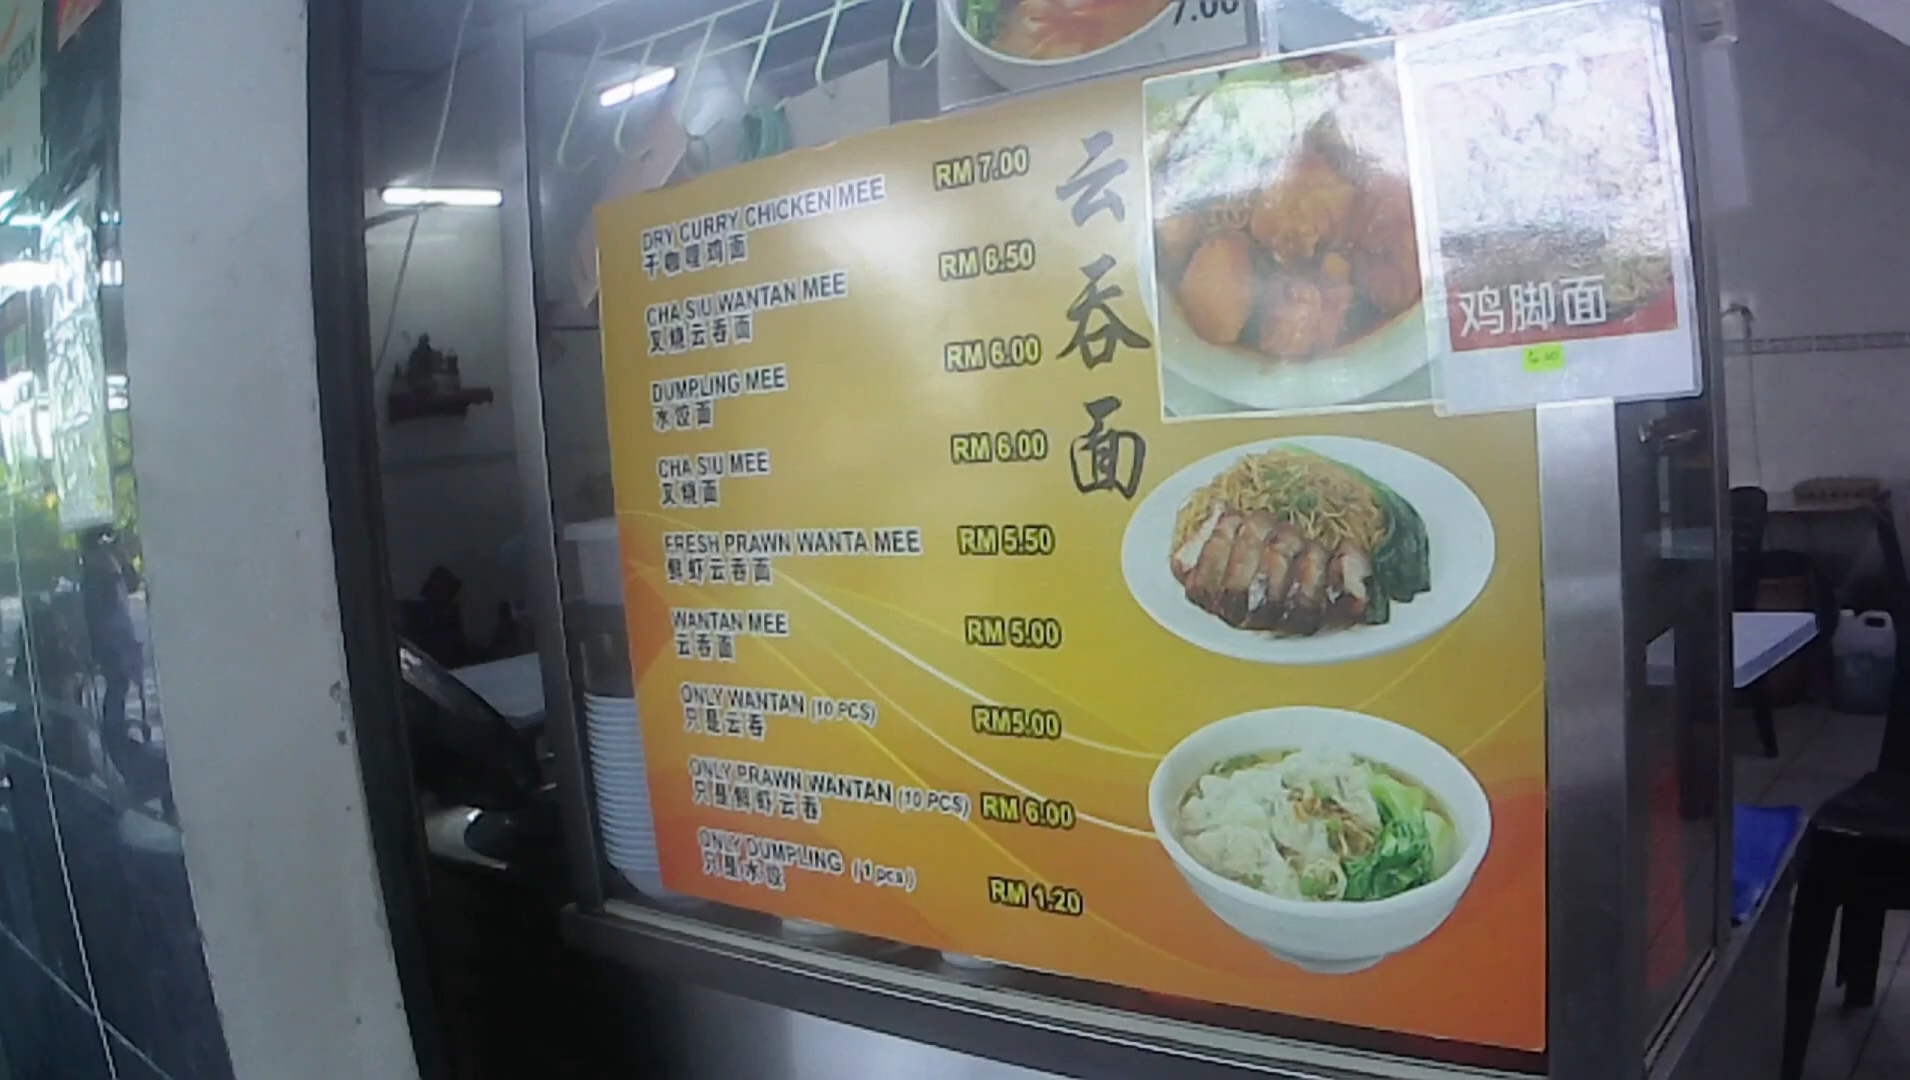 7.00
DRY CURRY CHICKEN MEE RM 7.00
干咖喱鸡面
CHA SIU WANTAN MEE RM 6.50
叉烧云吞面
DUMPLING MEE RM 6.00
水饺面
CHA SIU MEE RM 6.00
叉烧面
FRESH PRAWN WANTA MEE RM 5.50
鲜虾云吞面
WANTAN MEE RM 5.00
云吞面
ONLY WANTAN (10 PCS) RM5.00
只是云吞
ONLY PRAWN WANTAN (10 PCS) RM 6.00
只是鲜虾云吞
ONLY DUMPLING (1 pcs) RM 1.20
只是水饺
云吞面
鸡脚面